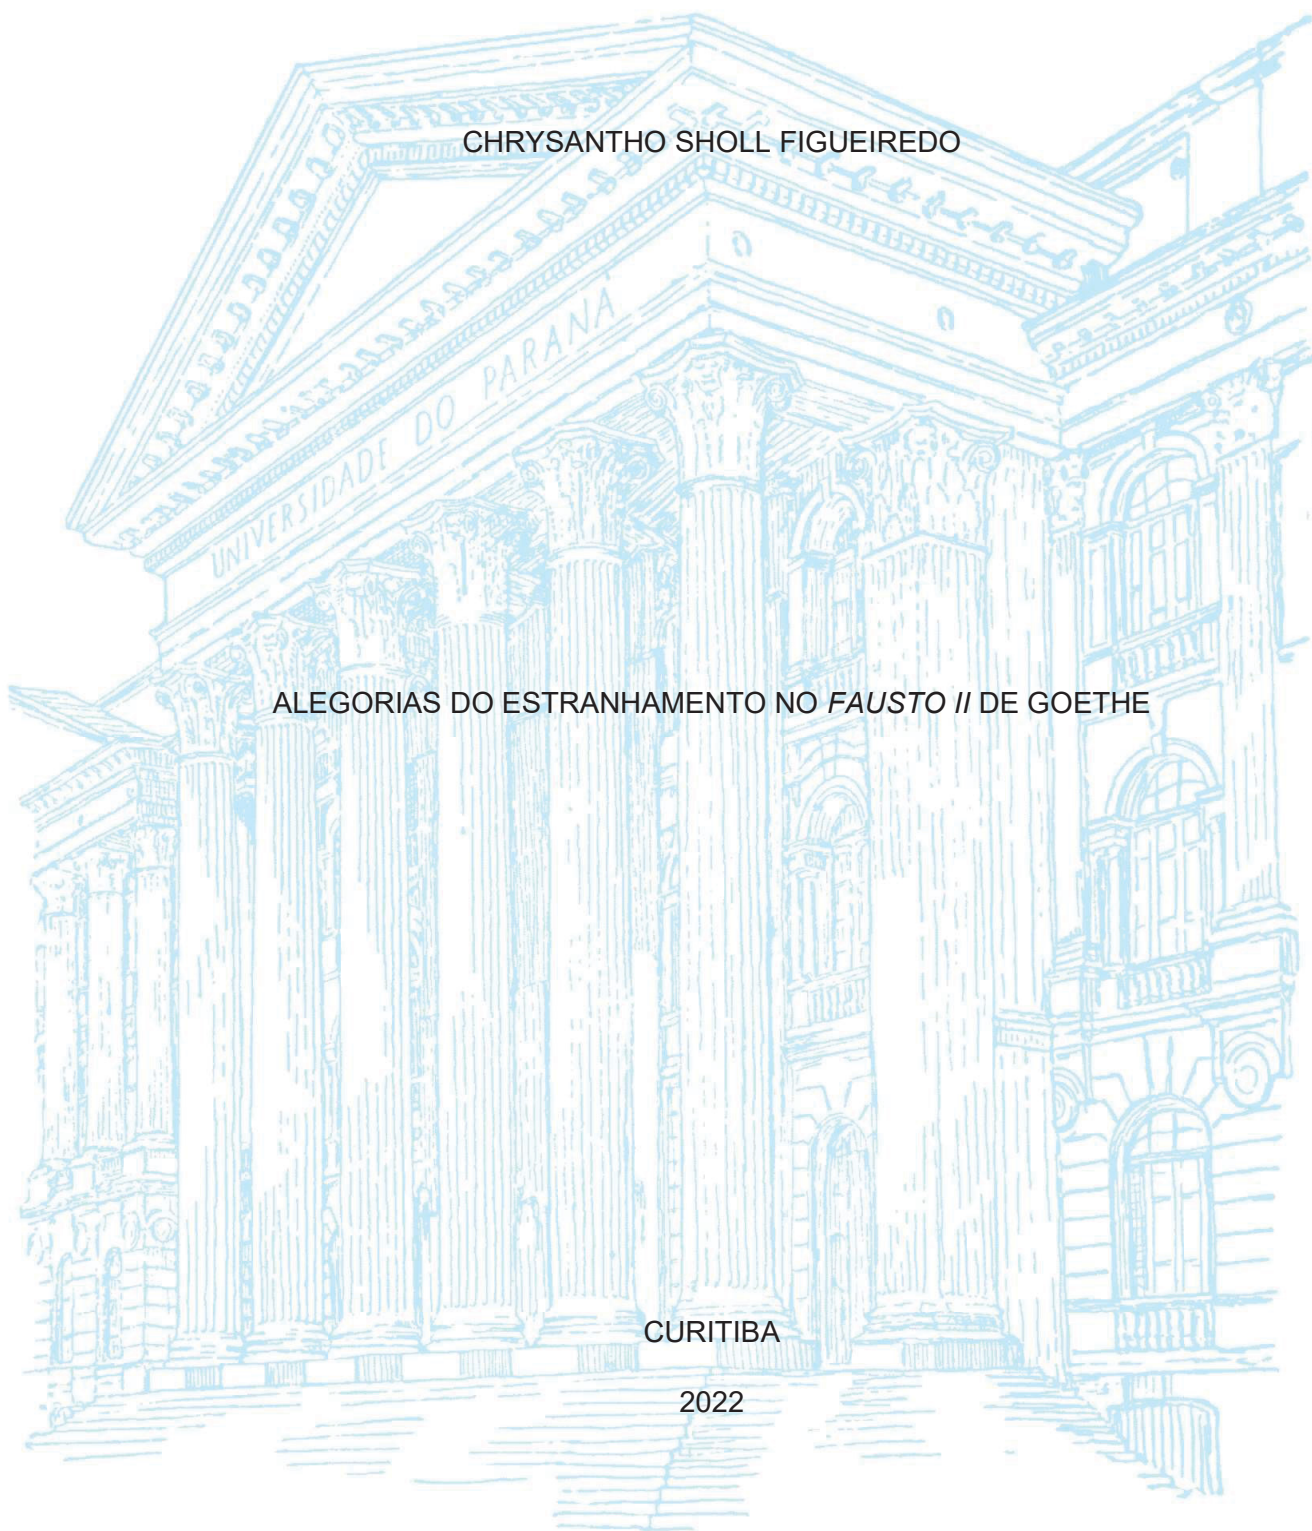 CHRYSANTHO SHOLL FIGUEIREDO
UNIVERSIDADE DO PARANÁ
ALEGORIAS DO ESTRANHAMENTO NO FAUSTO II DE GOETHE
CURITIBA
2022